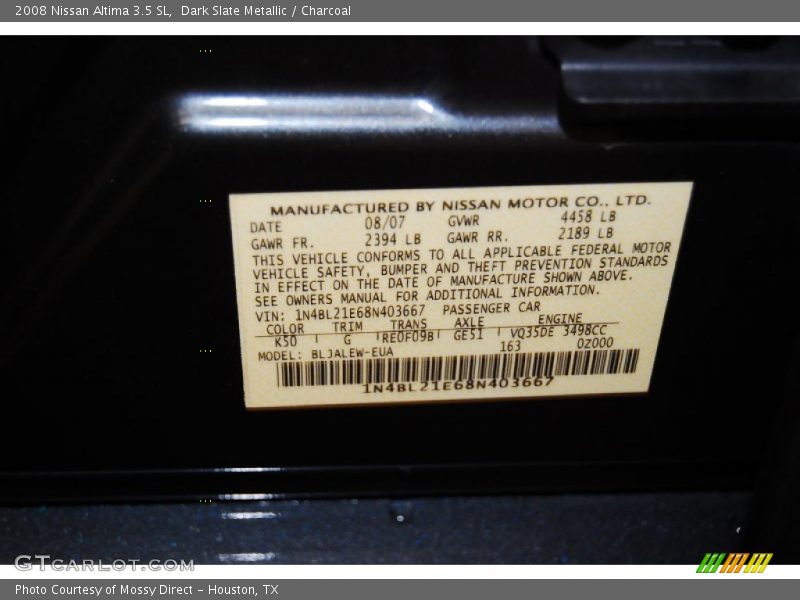 2008 Nissan Altima 3.5 SL, Dark Slate Metallic / Charcoal
MANUFACTURED BY NISSAN MOTOR CO., LTD.
DATE 08/07 GVWR 4458 LB
GAWR FR. 2394 LB GAWR RR. 2189 LB
THIS VEHICLE CONFORMS TO ALL APPLICABLE FEDERAL MOTOR
VEHICLE SAFETY, BUMPER AND THEFT PREVENTION STANDARDS
IN EFFECT ON THE DATE OF MANUFACTURE SHOWN ABOVE.
SEE OWNERS MANUAL FOR ADDITIONAL INFORMATION.
VIN: 1N4BL21E68N403667 PASSENGER CAR
COLOR TRIM TRANS AXLE ENGINE
K50 G RE0F09B GE51 VQ35DE 3498CC
163 0Z000
MODEL: BLJALEW-EUA
1N4BL21E68N403667
GTCarLot.com
Photo Courtesy of Mossy Direct - Houston, TX